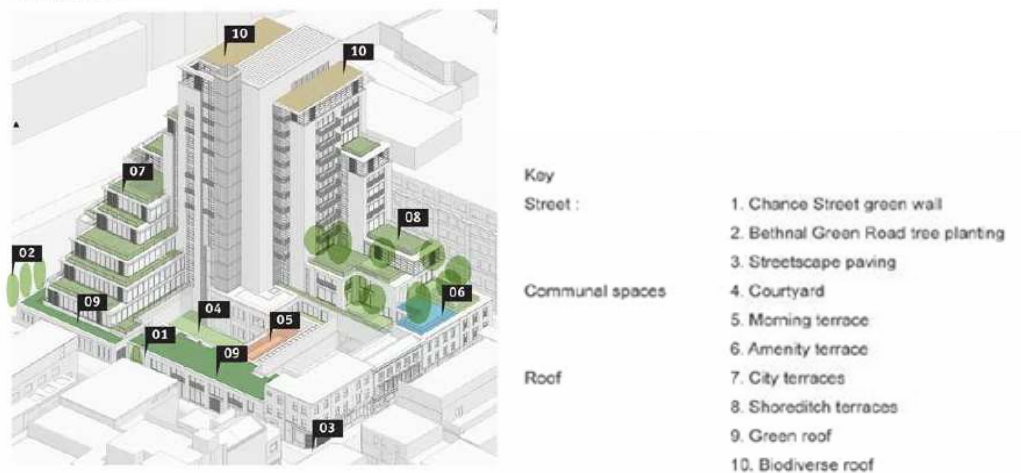 10
10
07
08
02
09
04
05
06
01
09
03
Key
Street :
1. Chance Street green wall
2. Bethnal Green Road tree planting
3. Streetscape paving
Communal spaces
4. Courtyard
5. Morning terrace
6. Amenity terrace
Roof
7. City terraces
8. Shoreditch terraces
9. Green roof
10. Biodiverse roof